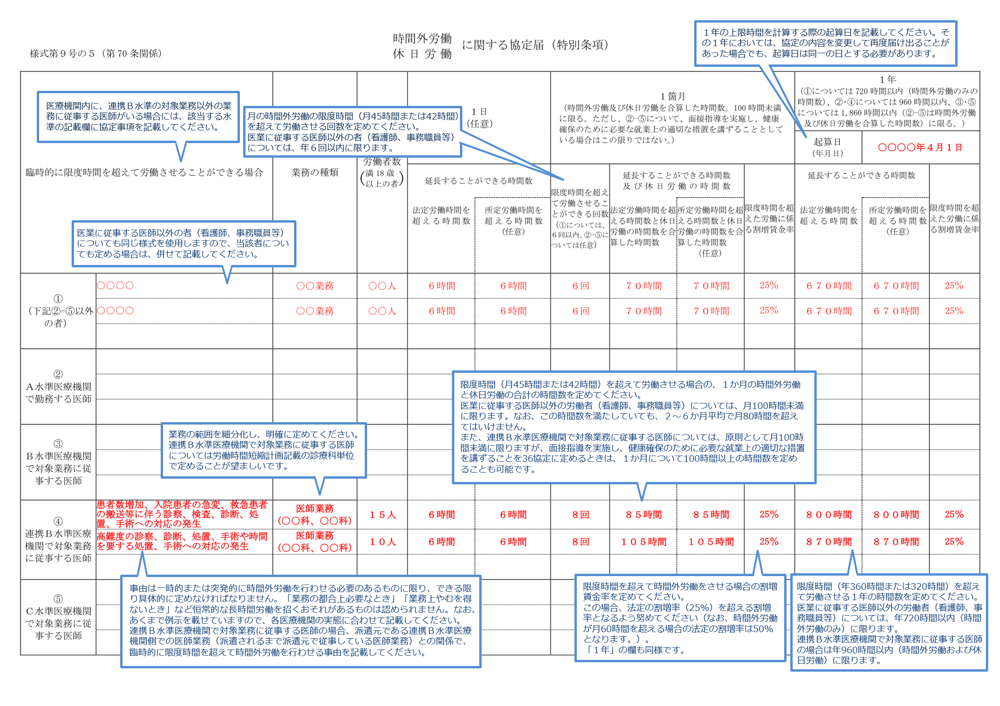 様式第９号の５（第 70 条関係）
時間外労働
休 日 労 働
に関する協定届（特別条項）
１年の上限時間を計算する際の起算日を記載してください。そ
の１年においては、協定の内容を変更して再度届け出ることが
あった場合でも、起算日は同一の日とする必要があります。
医療機関内に、連携Ｂ水準の対象業務以外の業
務に従事する医師がいる場合には、該当する水
準の記載欄に協定事項を記載してください。
月の時間外労働の限度時間（月45時間または42時間）
を超えて労働させる回数を定めてください。
医業に従事する医師以外の者（看護師、事務職員等）
については、年６回以内に限ります。
臨時的に限度時間を超えて労働させることができる場合
業務の種類
労働者数
（満 18 歳
以上の者）
１日
（任意）
１箇月
（時間外労働及び休日労働を合算した時間数。100 時間未満
に限る。ただし、②-⑤について、面接指導を実施し、健康
確保のために必要な就業上の適切な措置を講ずることとして
いる場合はこの限りではない。）
１年
（①については 720 時間以内（時間外労働のみの
時間数）、②・④については 960 時間以内、③・⑤
については 1,860 時間以内（②-⑤は時間外労働
及び休日労働を合算した時間数）に限る。）
起算日
（年月日）
〇〇〇〇年４月１日
延長することができる時間数
法定労働時間を
超える時間数
所定労働時間を
超える時間数
（任意）
限度時間を超え
て労働させるこ
とができる回数
（①については、
６回以内、②-⑤に
ついては任意）
延長することができる時間数
及び休日労働の時間数
法定労働時間を超
える時間数と休日
労働の時間数を合
算した時間数
所定労働時間を超
える時間数と休日
労働の時間数を合
算した時間数
（任意）
限度時間を超
えた労働に係
る割増賃金率
延長することができる時間数
法定労働時間を
超える時間数
所定労働時間を
超える時間数
（任意）
限度時間を超
えた労働に係
る割増賃金率
医業に従事する医師以外の者（看護師、事務職員等）
についても同じ様式を使用しますので、当該者につい
ても定める場合は、併せて記載してください。
①
（下記②-⑤以外
の者）
〇〇〇〇 〇〇業務 〇〇人 ６時間 ６時間 ６回 ７０時間 ７０時間 25% ６７０時間 ６７０時間 25%
〇〇〇〇 〇〇業務 〇〇人 ６時間 ６時間 ６回 ７０時間 ７０時間 25% ６７０時間 ６７０時間 25%
②
Ａ水準医療機関
で勤務する医師
限度時間（月45時間または42時間）を超えて労働させる場合の、１か月の時間外労働
と休日労働の合計の時間数を定めてください。
医業に従事する医師以外の労働者（看護師、事務職員等）については、月100時間未満
に限ります。なお、この時間数を満たしていても、２～６か月平均で月80時間を超え
てはいけません。
また、連携Ｂ水準医療機関で対象業務に従事する医師については、原則として月100時
間未満に限りますが、面接指導を実施し、健康確保のために必要な就業上の適切な措置
を講ずることを36協定に定めるときは、１か月について100時間以上の時間数を定め
ることも可能です。
③
Ｂ水準医療機関
で対象業務に従
事する医師
業務の範囲を細分化し、明確に定めてください。
連携Ｂ水準医療機関で対象業務に従事する医師
については労働時間短縮計画記載の診療科単位
で定めることが望ましいです。
④
連携Ｂ水準医療
機関で対象業務
に従事する医師
患者数増加、入院患者の急変、救急患者
の搬送等に伴う診察、検査、診断、処
置、手術への対応の発生
医師業務
（〇〇科、〇〇科）
１５人 ６時間 ６時間 ８回 ８５時間 ８５時間 25% ８００時間 ８００時間 25%
高難度の診察、診断、処置、手術や時間
を要する処置、手術への対応の発生
医師業務
（〇〇科、〇〇科）
１０人 ６時間 ６時間 ８回 １０５時間 １０５時間 25% ８７０時間 ８７０時間 25%
⑤
Ｃ水準医療機関
で対象業務に従
事する医師
事由は一時的または突発的に時間外労働を行わせる必要のあるものに限り、できる限
り具体的に定めなければなりません。「業務の都合上必要なとき」「業務上やむを得
ないとき」など恒常的な長時間労働を招くおそれがあるものは認められません。なお、
あくまで例示を載せていますので、各医療機関の実態に合わせて記載してください。
連携Ｂ水準医療機関で対象業務に従事する医師の場合、派遣元である連携Ｂ水準医療
機関側での医師業務（派遣されるまで派遣元で従事している医師業務）との関係で、
臨時的に限度時間を超えて時間外労働を行わせる事由を記載してください。
限度時間を超えて時間外労働をさせる場合の割増
賃金率を定めてください。
この場合、法定の割増率（25%）を超える割増
率となるよう努めてください（なお、時間外労働
が月60時間を超える場合の法定の割増率は50%
となります。）。
「１年」の欄も同様です。
限度時間（年360時間または320時間）を超え
て労働させる１年の時間数を定めてください。
医業に従事する医師以外の労働者（看護師、事
務職員等）については、年720時間以内（時間
外労働のみ）に限ります。
連携Ｂ水準医療機関で対象業務に従事する医師
の場合は年960時間以内（時間外労働および休
日労働）に限ります。